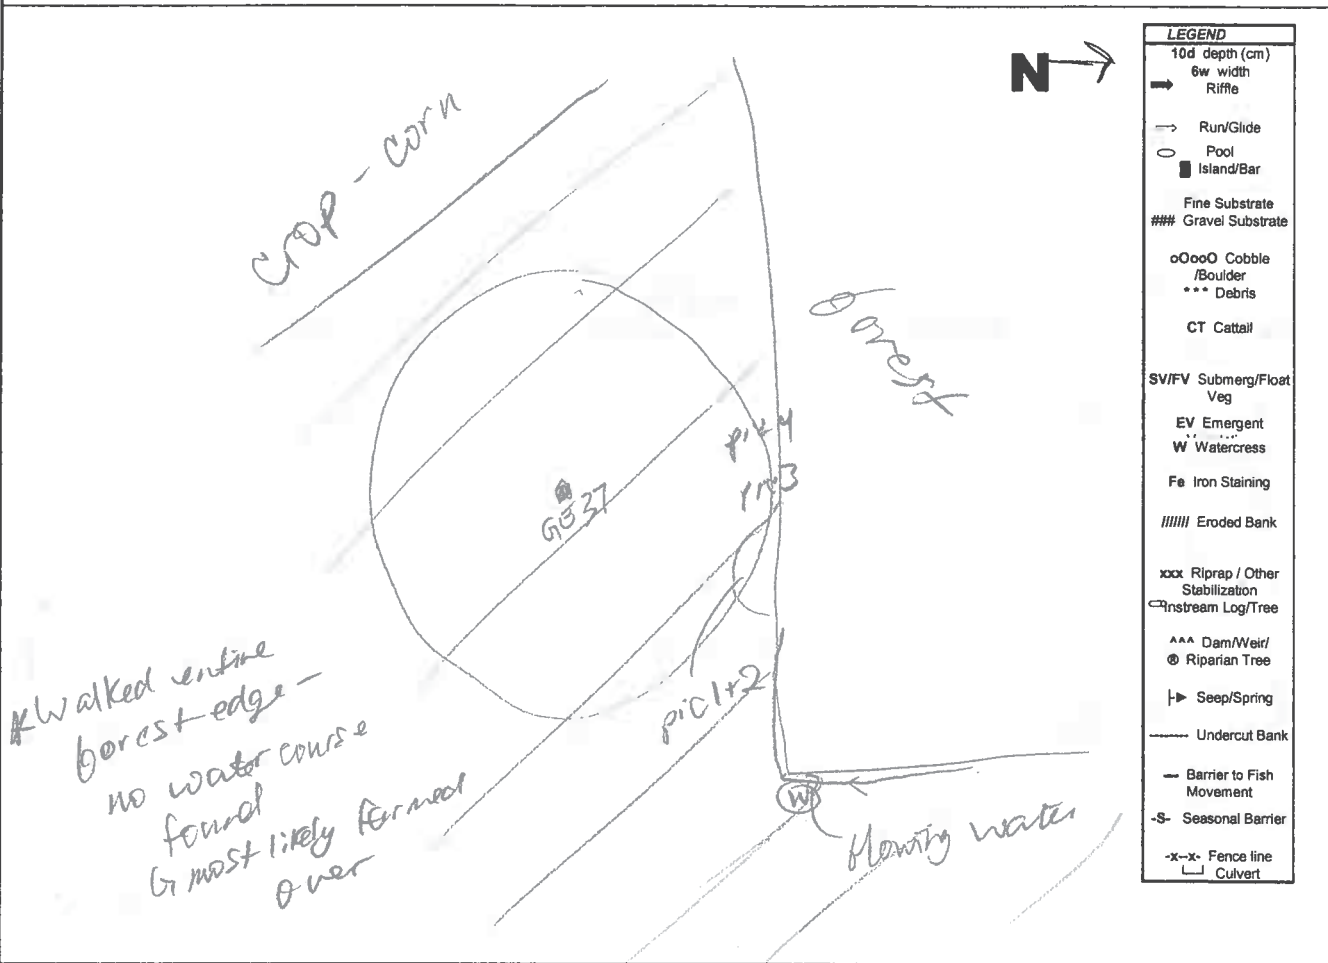 N
Crop - corn
Forest
pic 4
pic 3
GE 37
pic 1+2
* Walked entire
forest edge -
no water course
found
most likely farmed
over
W
flowing water
LEGEND
10d depth (cm)
6w width
Riffle
Run/Glide
Pool
Island/Bar
Fine Substrate
### Gravel Substrate
oOooO Cobble
/Boulder
*** Debris
CT Cattail
SV/FV Submerg/Float
Veg
EV Emergent
W Watercress
Fe Iron Staining
/////// Eroded Bank
xxx Riprap / Other
Stabilization
Instream Log/Tree
^^^ Dam/Weir/
® Riparian Tree
Seep/Spring
Undercut Bank
Barrier to Fish
Movement
-S- Seasonal Barrier
-x--x- Fence line
Culvert